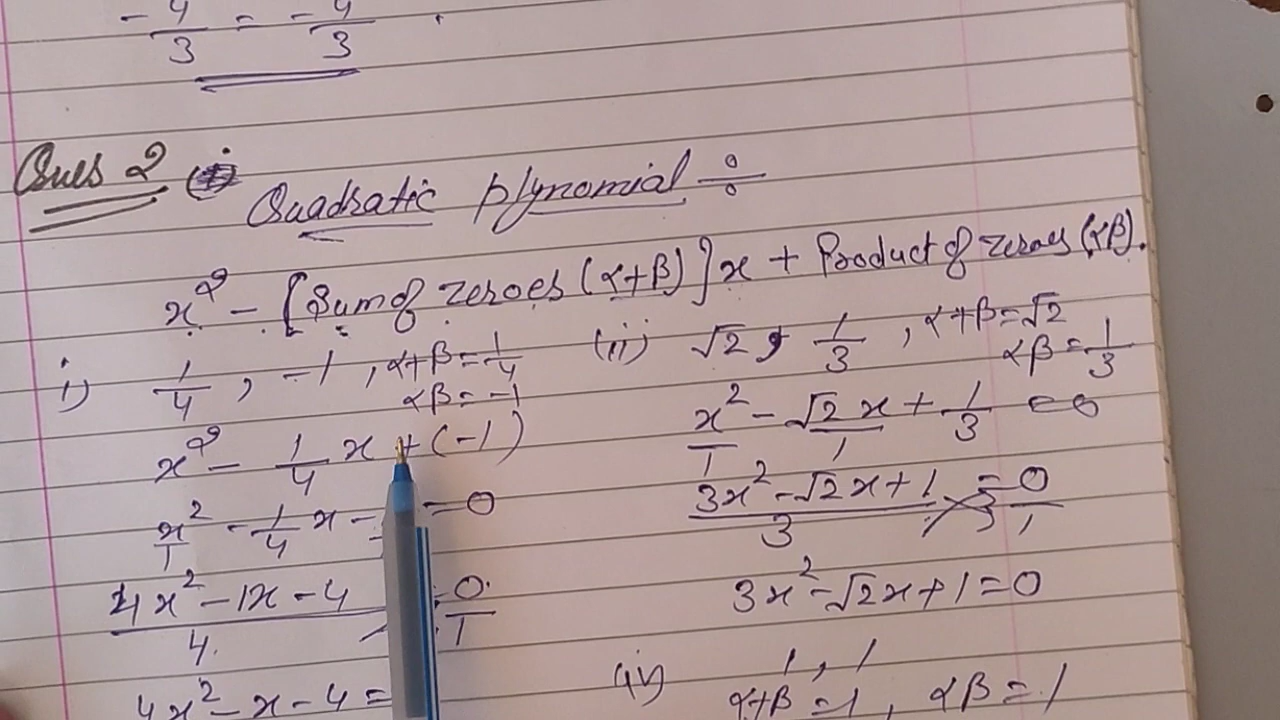 - 4/3 = - 4/3
Ques 2 (i) Quadratic plynomial ÷
x² - [Sum of zeroes (α+β)]x + Product of zeroes (αβ).
i) 1/4 , -1 , α+β = 1/4
αβ = -1
x² - 1/4 x + (-1)
x²/1 - 1/4 x - = 0
4x² - 1x - 4 / 4 = 0/1
4x² - x - 4 =
(ii) √2 , 1/3 , α+β = √2
αβ = 1/3
x²/1 - √2x/1 + 1/3 = 0
3x² - √2x + 1 / 3 = 0/1
3x² - √2x + 1 = 0
(iv) 1 , 1
α+β = 1 , αβ = 1